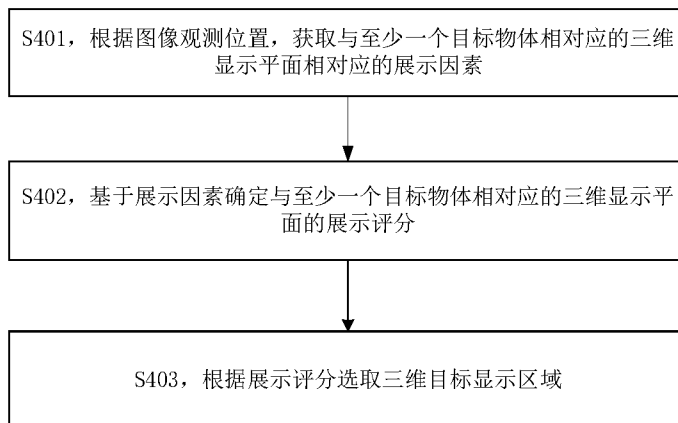 S401，根据图像观测位置，获取与至少一个目标物体相对应的三维
显示平面相对应的展示因素
S402，基于展示因素确定与至少一个目标物体相对应的三维显示平
面的展示评分
S403，根据展示评分选取三维目标显示区域